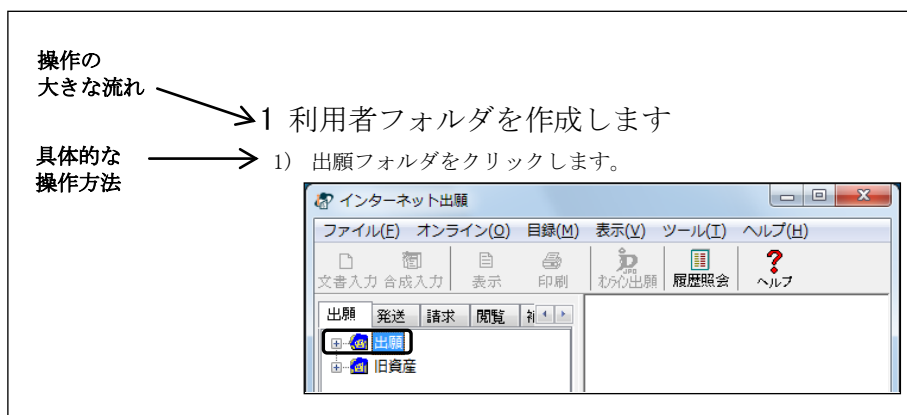 操作の
大きな流れ
1 利用者フォルダを作成します
具体的な
操作方法
1) 出願フォルダをクリックします。
インターネット出願
ファイル(F) オンライン(O) 目録(M) 表示(V) ツール(T) ヘルプ(H)
文書入力 合成入力 表示 印刷 むらインライン出願 履歴照会 ヘルプ
出願 発送 請求 閲覧
出願
旧資産